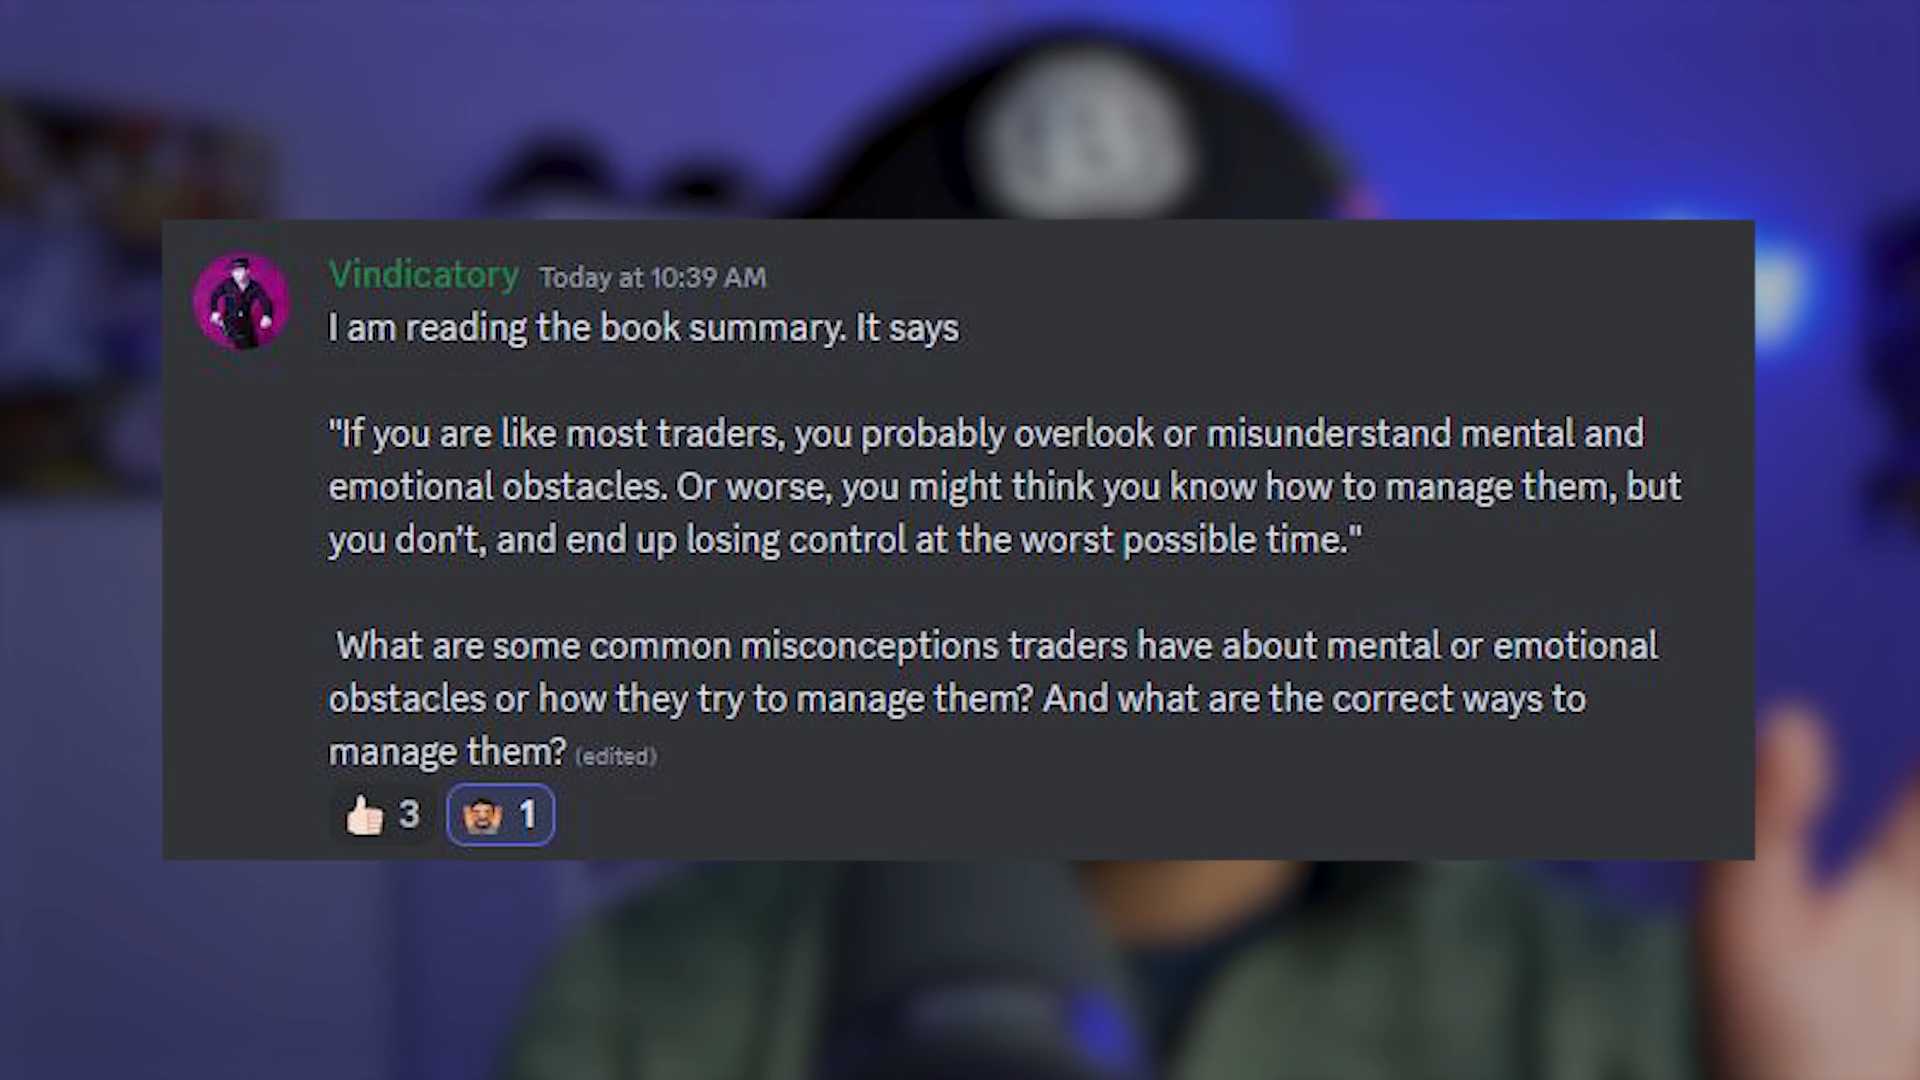 Vindicatory Today at 10:39 AM
I am reading the book summary. It says
"If you are like most traders, you probably overlook or misunderstand mental and
emotional obstacles. Or worse, you might think you know how to manage them, but
you don't, and end up losing control at the worst possible time."
What are some common misconceptions traders have about mental or emotional
obstacles or how they try to manage them? And what are the correct ways to
manage them? (edited)
3 1